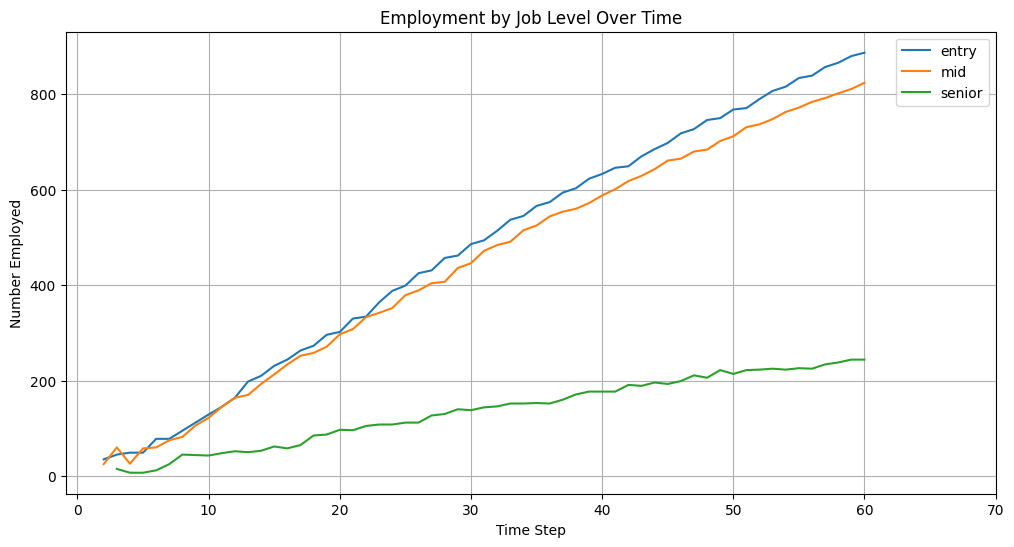 Employment by Job Level Over Time
entry
mid
senior
Number Employed
800
600
400
200
0
0 10 20 30 40 50 60 70
Time Step